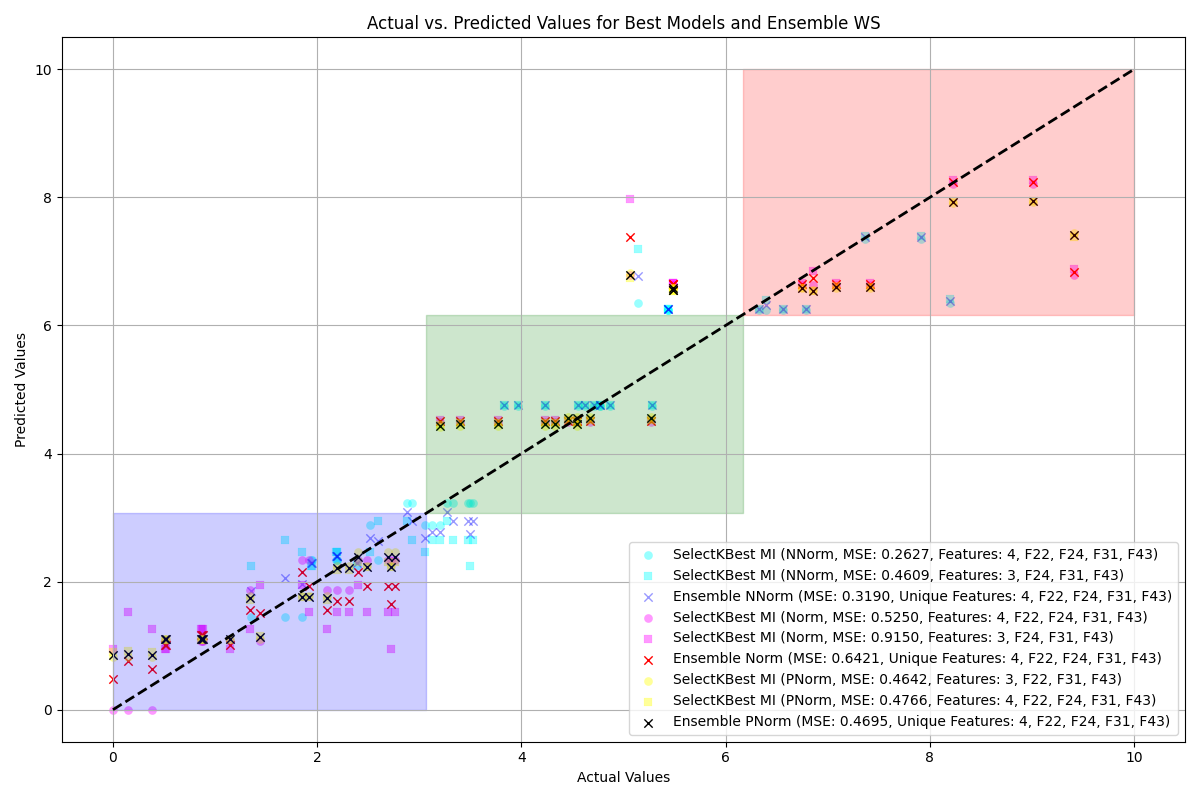 Actual vs. Predicted Values for Best Models and Ensemble WS
Predicted Values
10
8
6
4
2
0
0 2 4 6 8 10
Actual Values
SelectKBest MI (NNorm, MSE: 0.2627, Features: 4, F22, F24, F31, F43)
SelectKBest MI (NNorm, MSE: 0.4609, Features: 3, F24, F31, F43)
Ensemble NNorm (MSE: 0.3190, Unique Features: 4, F22, F24, F31, F43)
SelectKBest MI (Norm, MSE: 0.5250, Features: 4, F22, F24, F31, F43)
SelectKBest MI (Norm, MSE: 0.9150, Features: 3, F24, F31, F43)
Ensemble Norm (MSE: 0.6421, Unique Features: 4, F22, F24, F31, F43)
SelectKBest MI (PNorm, MSE: 0.4642, Features: 3, F22, F31, F43)
SelectKBest MI (PNorm, MSE: 0.4766, Features: 4, F22, F24, F31, F43)
Ensemble PNorm (MSE: 0.4695, Unique Features: 4, F22, F24, F31, F43)